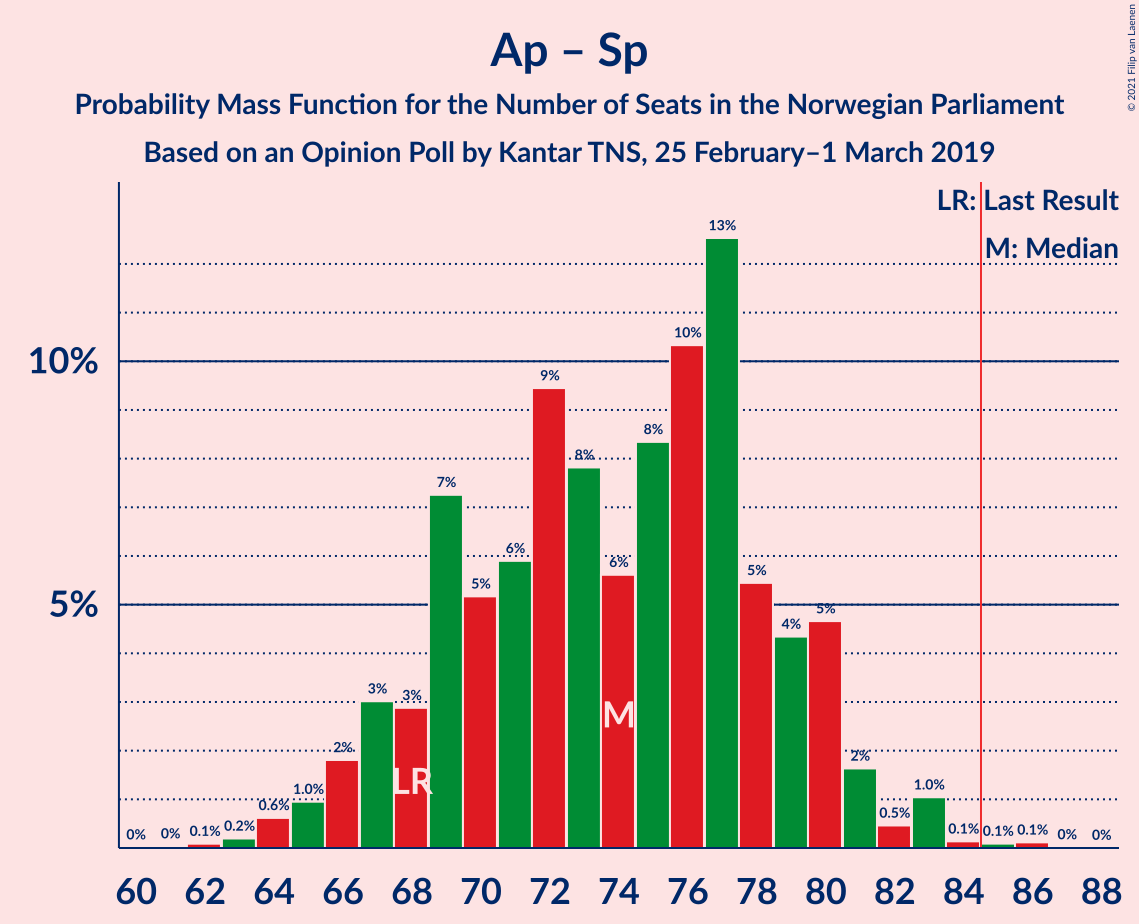 Ap – Sp
Probability Mass Function for the Number of Seats in the Norwegian Parliament
Based on an Opinion Poll by Kantar TNS, 25 February–1 March 2019
© 2021 Filip van Laenen
LR: Last Result
M: Median
10%
5%
0% 0% 0.1% 0.2% 0.6% 1.0% 2% 3% 3% 7% 5% 6% 9% 8% 6% 8% 10% 13% 5% 4% 5% 2% 0.5% 1.0% 0.1% 0.1% 0.1% 0% 0%
LR
M
60 62 64 66 68 70 72 74 76 78 80 82 84 86 88